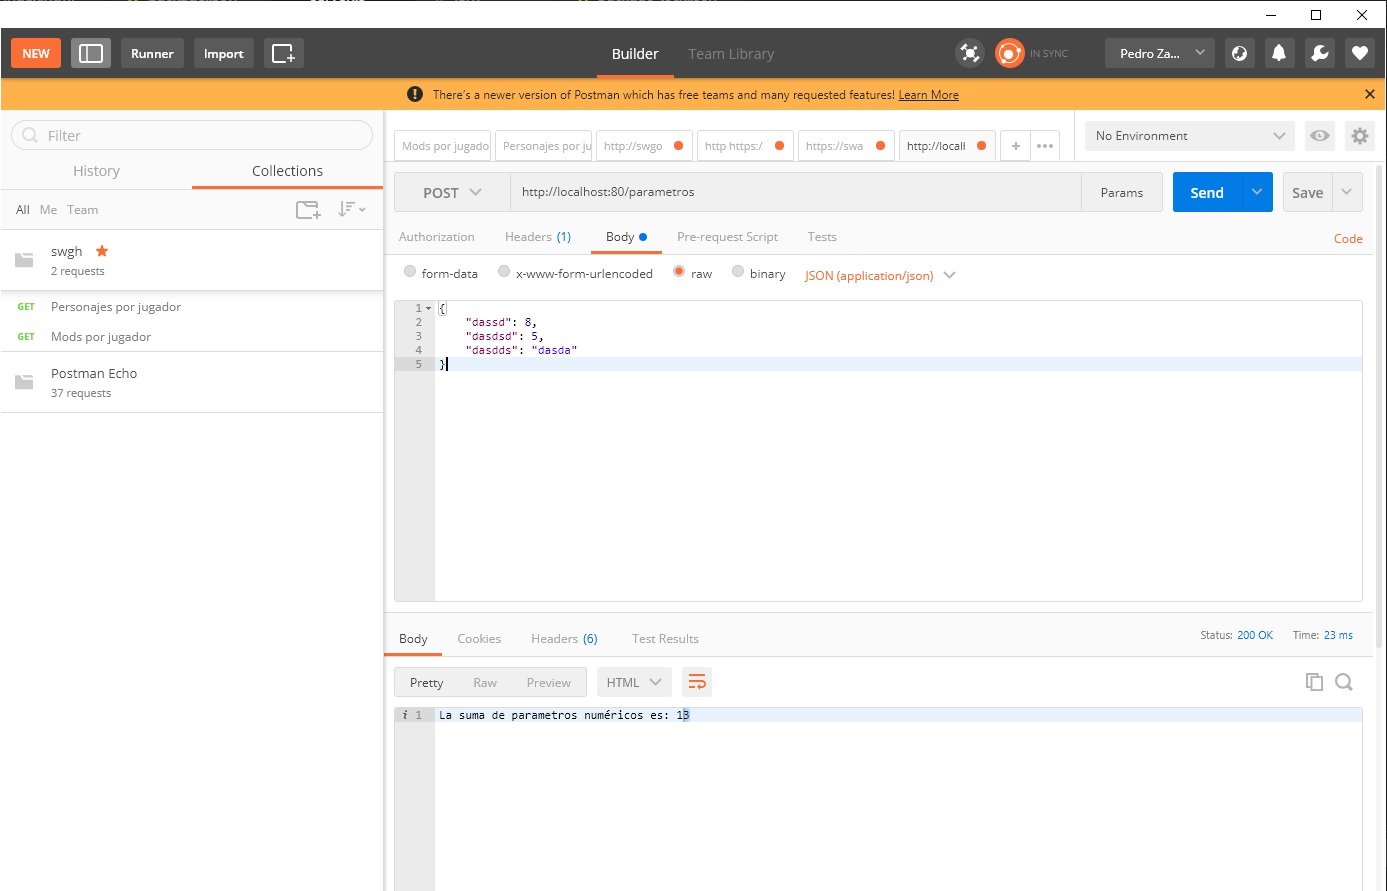 NEW Runner Import Builder Team Library IN SYNC Pedro Za...
There's a newer version of Postman which has free teams and many requested features! Learn More
Filter
History Collections
All Me Team
swgh
2 requests
GET Personajes por jugador
GET Mods por jugador
Postman Echo
37 requests
Mods por jugado Personajes por ju http://swgo http https:/ https://swa http://locall + ••• No Environment
POST http://localhost:80/parametros Params Send Save
Authorization Headers (1) Body Pre-request Script Tests Code
form-data x-www-form-urlencoded raw binary JSON (application/json)
1 {
2 "dassd": 8,
3 "dasdsd": 5,
4 "dasdds": "dasda"
5 }
Body Cookies Headers (6) Test Results Status: 200 OK Time: 23 ms
Pretty Raw Preview HTML
i 1 La suma de parametros numéricos es: 13